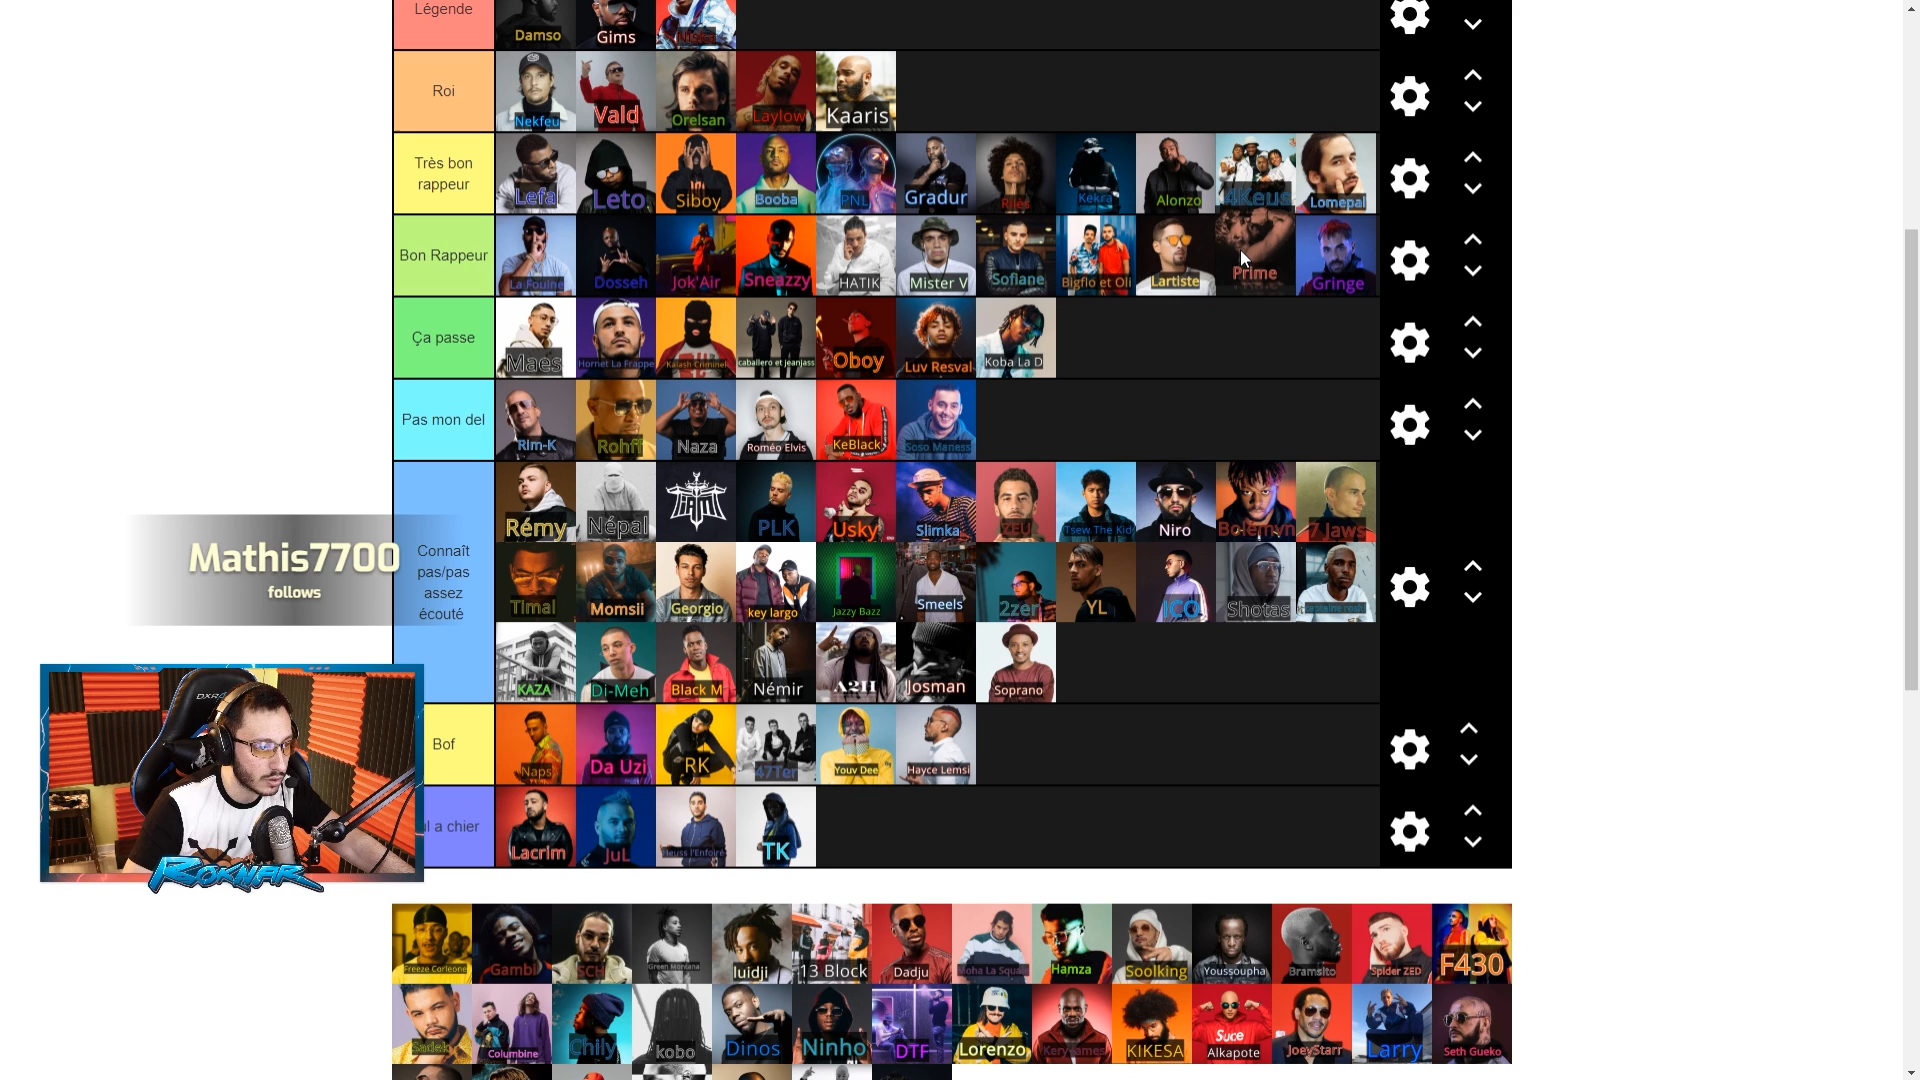 Légende
Damso
Gims
Niska
Roi
Nekfeu
Vald
Orelsan
Laylow
Kaaris
Très bon
rappeur
Lefa
Leto
Siboy
Booba
PNL
Gradur
Rilès
Kekra
Alonzo
4Keus
Lomepal
Bon Rappeur
La Fouine
Dosseh
Jok'Air
Sneazzy
HATIK
Mister V
Sofiane
Bigflo et Oli
Lartiste
Prime
Gringe
Ça passe
Maes
Hornet La Frappe
Kalash Criminel
caballero et jeanjass
Oboy
Luv Resval
Koba La D
Pas mon del
Rim-K
Rohff
Naza
Roméo Elvis
KeBlack
Soso Maness
Connaît
pas/pas
assez
écouté
Rémy
Népal
PLK
Usky
Slimka
ZEU
Tsew The Kid
Niro
Bolemvn
7 Jaws
Timal
Momsii
Georgio
key largo
Jazzy Bazz
Smeels
2zer
YL
ICO
Shotas
KAZA
Di-Meh
Black M
Némir
A2H
Josman
Soprano
Mathis7700
follows
Bof
Naps
Da Uzi
RK
47Ter
Youv Dee
Hayce Lemsi
ul a chier
Lacrim
JuL
Heuss l'Enfoiré
TK
DXR
ROKNAR
Freeze Corleone
Gambi
SCH
Green Montana
luidji
13 Block
Dadju
Moha La Squale
Hamza
Soolking
Youssoupha
Bramsito
Spider ZED
F430
Sadek
Columbine
Chily
kobo
Dinos
Ninho
DTF
Lorenzo
Kery James
KIKESA
Suce
Alkapote
JoeyStarr
Larry
Seth Gueko